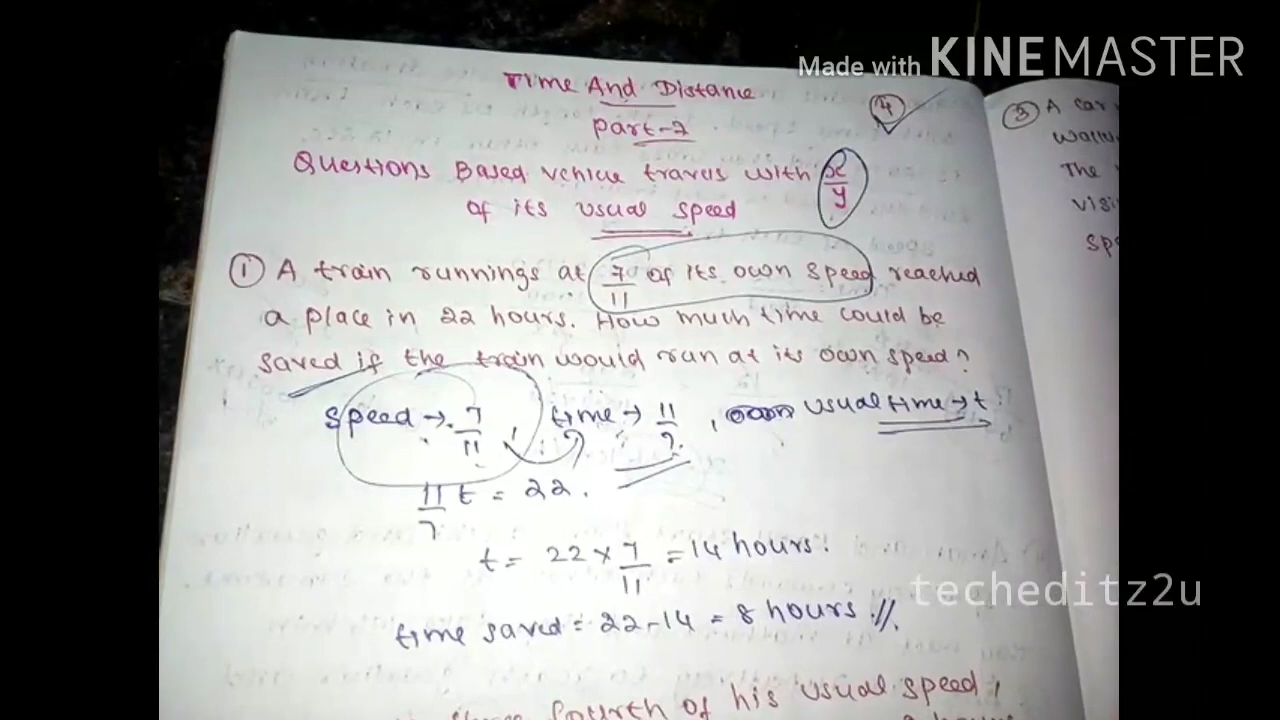 Made with KINEMASTER
Time And Distance
Part-7
④
Questions Based vehicle travels with x/y
of its usual speed
① A train runnings at 7/11 of its own speed reached
a place in 22 hours. How much time could be
saved if the train would run at its own speed?
Speed → 7/11, time → 11/7, usual time → t
11/7 t = 22.
t = 22 × 7/11 = 14 hours.
time saved = 22-14 = 8 hours //.
fourth of his usual speed,
techeditz2u
③ A car
The